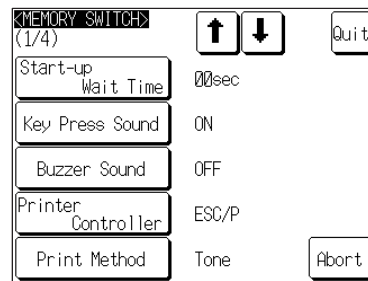 <MEMORY SWITCH>
(1/4)
Quit
Start-up
Wait Time
00sec
Key Press Sound ON
Buzzer Sound OFF
Printer
Controller
ESC/P
Print Method Tone
Abort